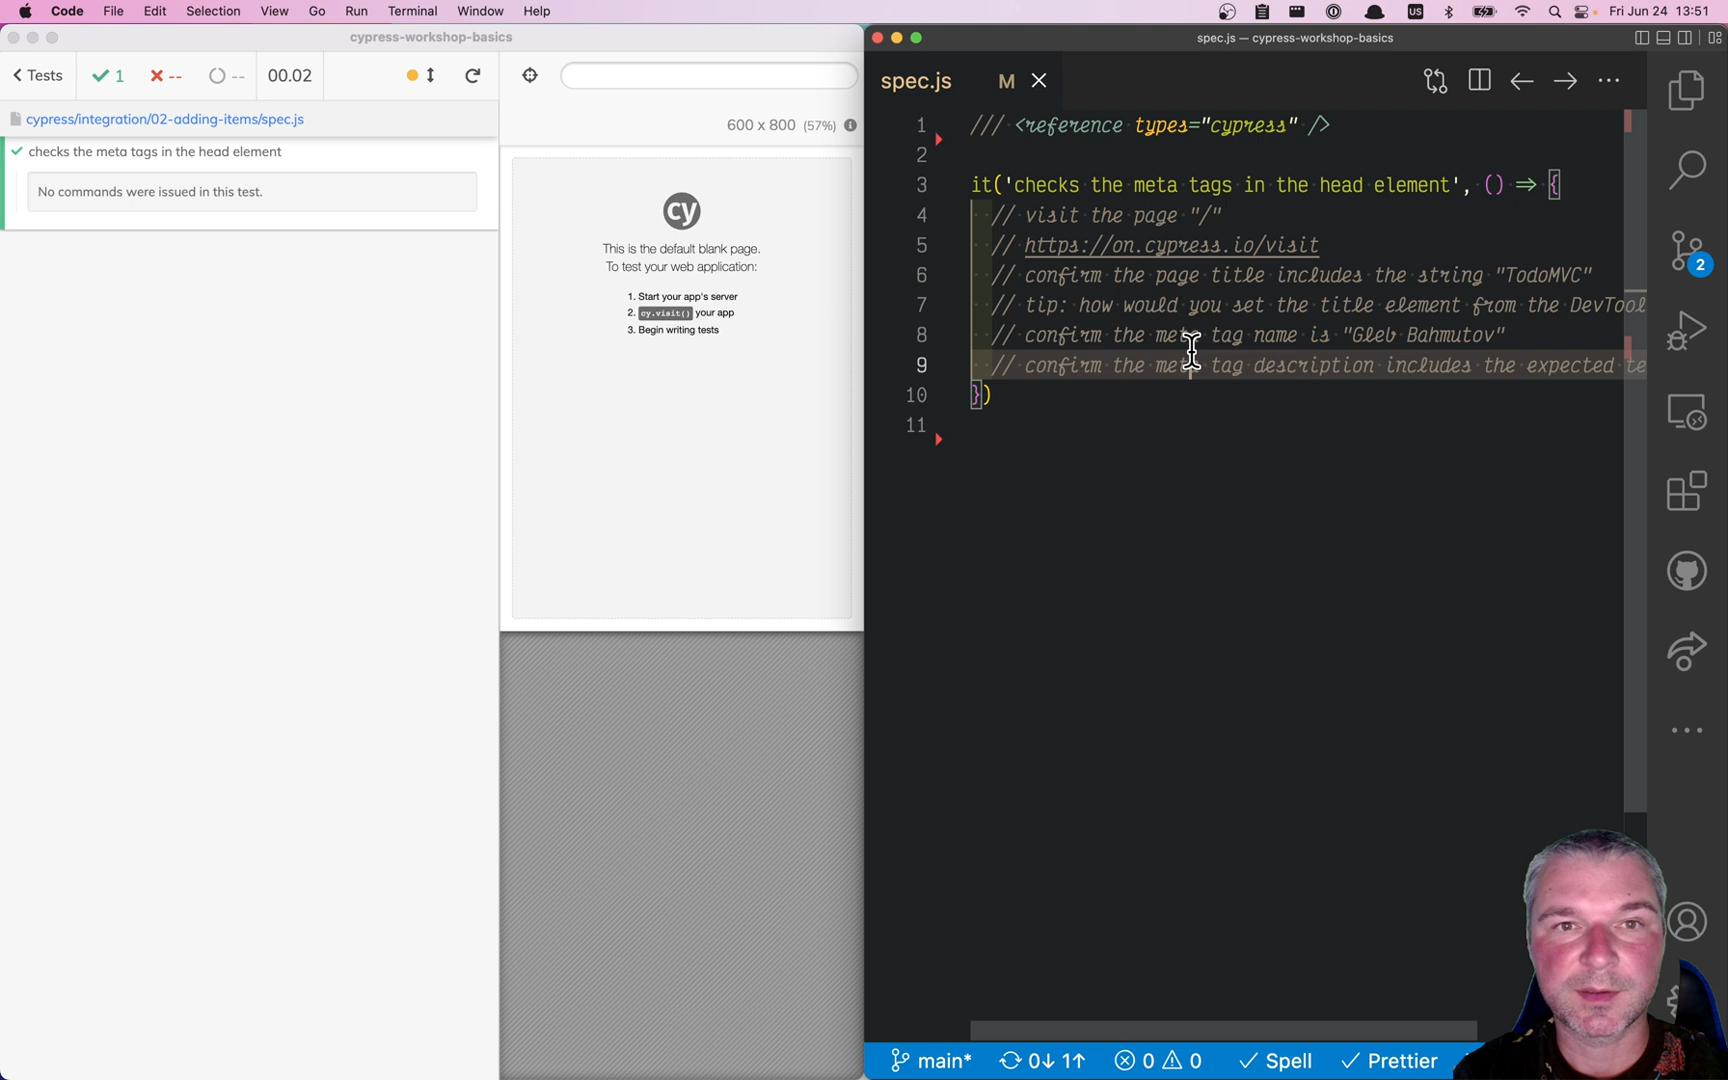 Code File Edit Selection View Go Run Terminal Window Help
US
Fri Jun 24 13:51
cypress-workshop-basics
spec.js — cypress-workshop-basics
Tests
1
--
--
00.02
cypress/integration/02-adding-items/spec.js
checks the meta tags in the head element
No commands were issued in this test.
600 x 800 (57%)
cy
This is the default blank page.
To test your web application:
1. Start your app's server
2. cy.visit() your app
3. Begin writing tests
spec.js M
1 /// <reference types="cypress" />
2
3 it('checks the meta tags in the head element', () => {
4 // visit the page "/"
5 // https://on.cypress.io/visit
6 // confirm the page title includes the string "TodoMVC"
7 // tip: how would you set the title element from the DevTool
8 // confirm the meta tag name is "Gleb Bahmutov"
9 // confirm the meta tag description includes the expected te
10 })
11
2
main* 0↓ 1↑ 0 0 Spell Prettier